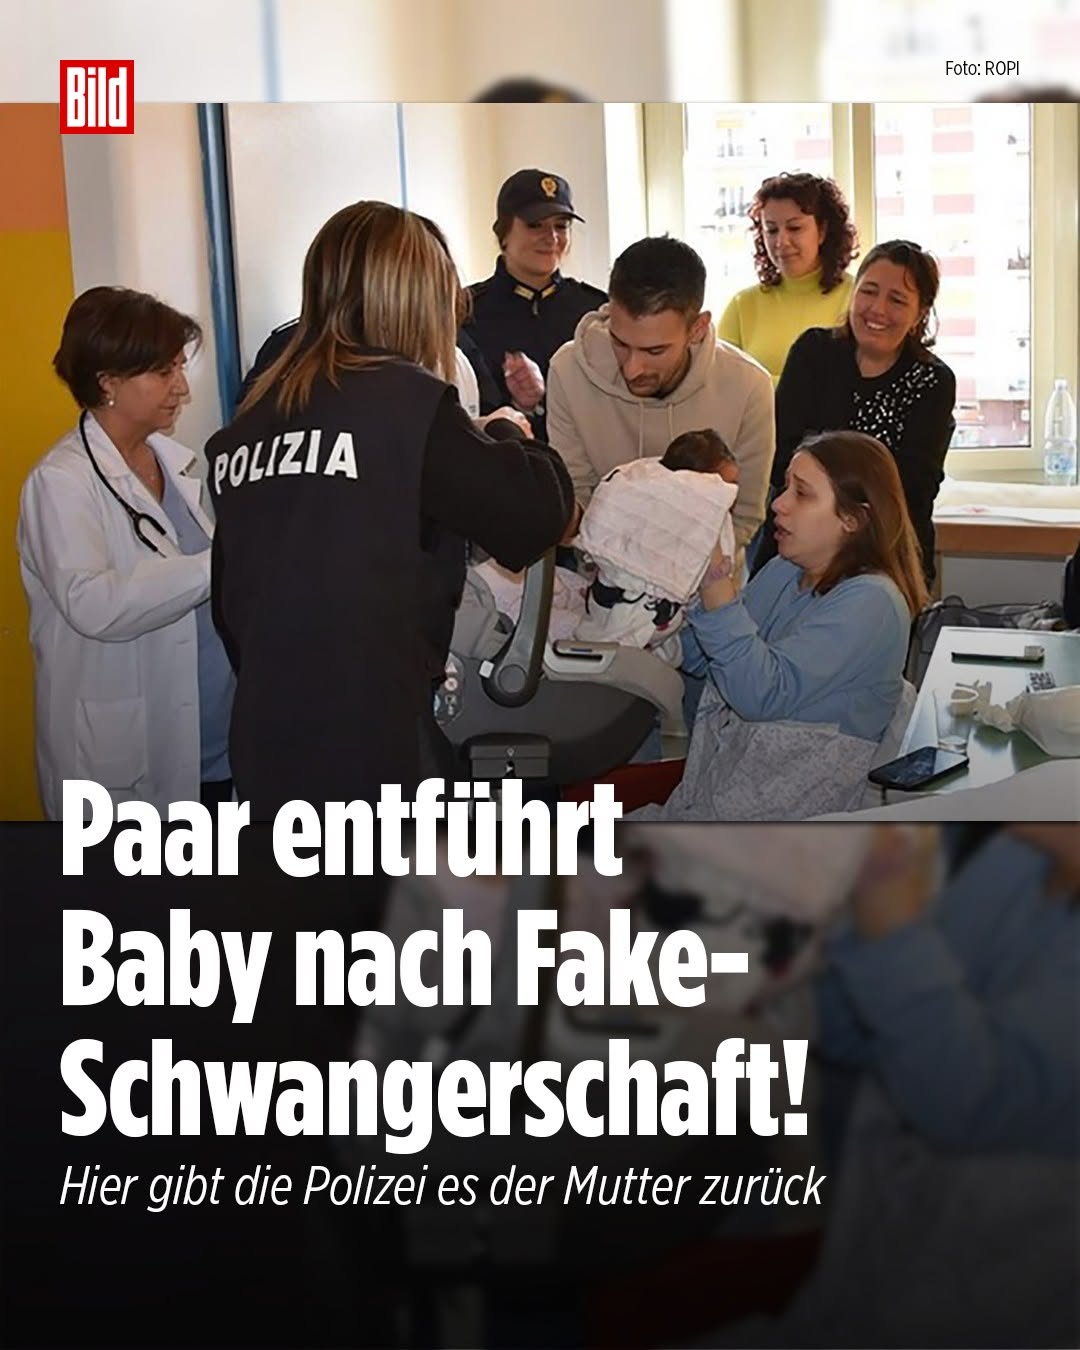 Bild
Foto: ROPI
POLIZIA
Paar entführt
Baby nach Fake-
Schwangerschaft!
Hier gibt die Polizei es der Mutter zurück